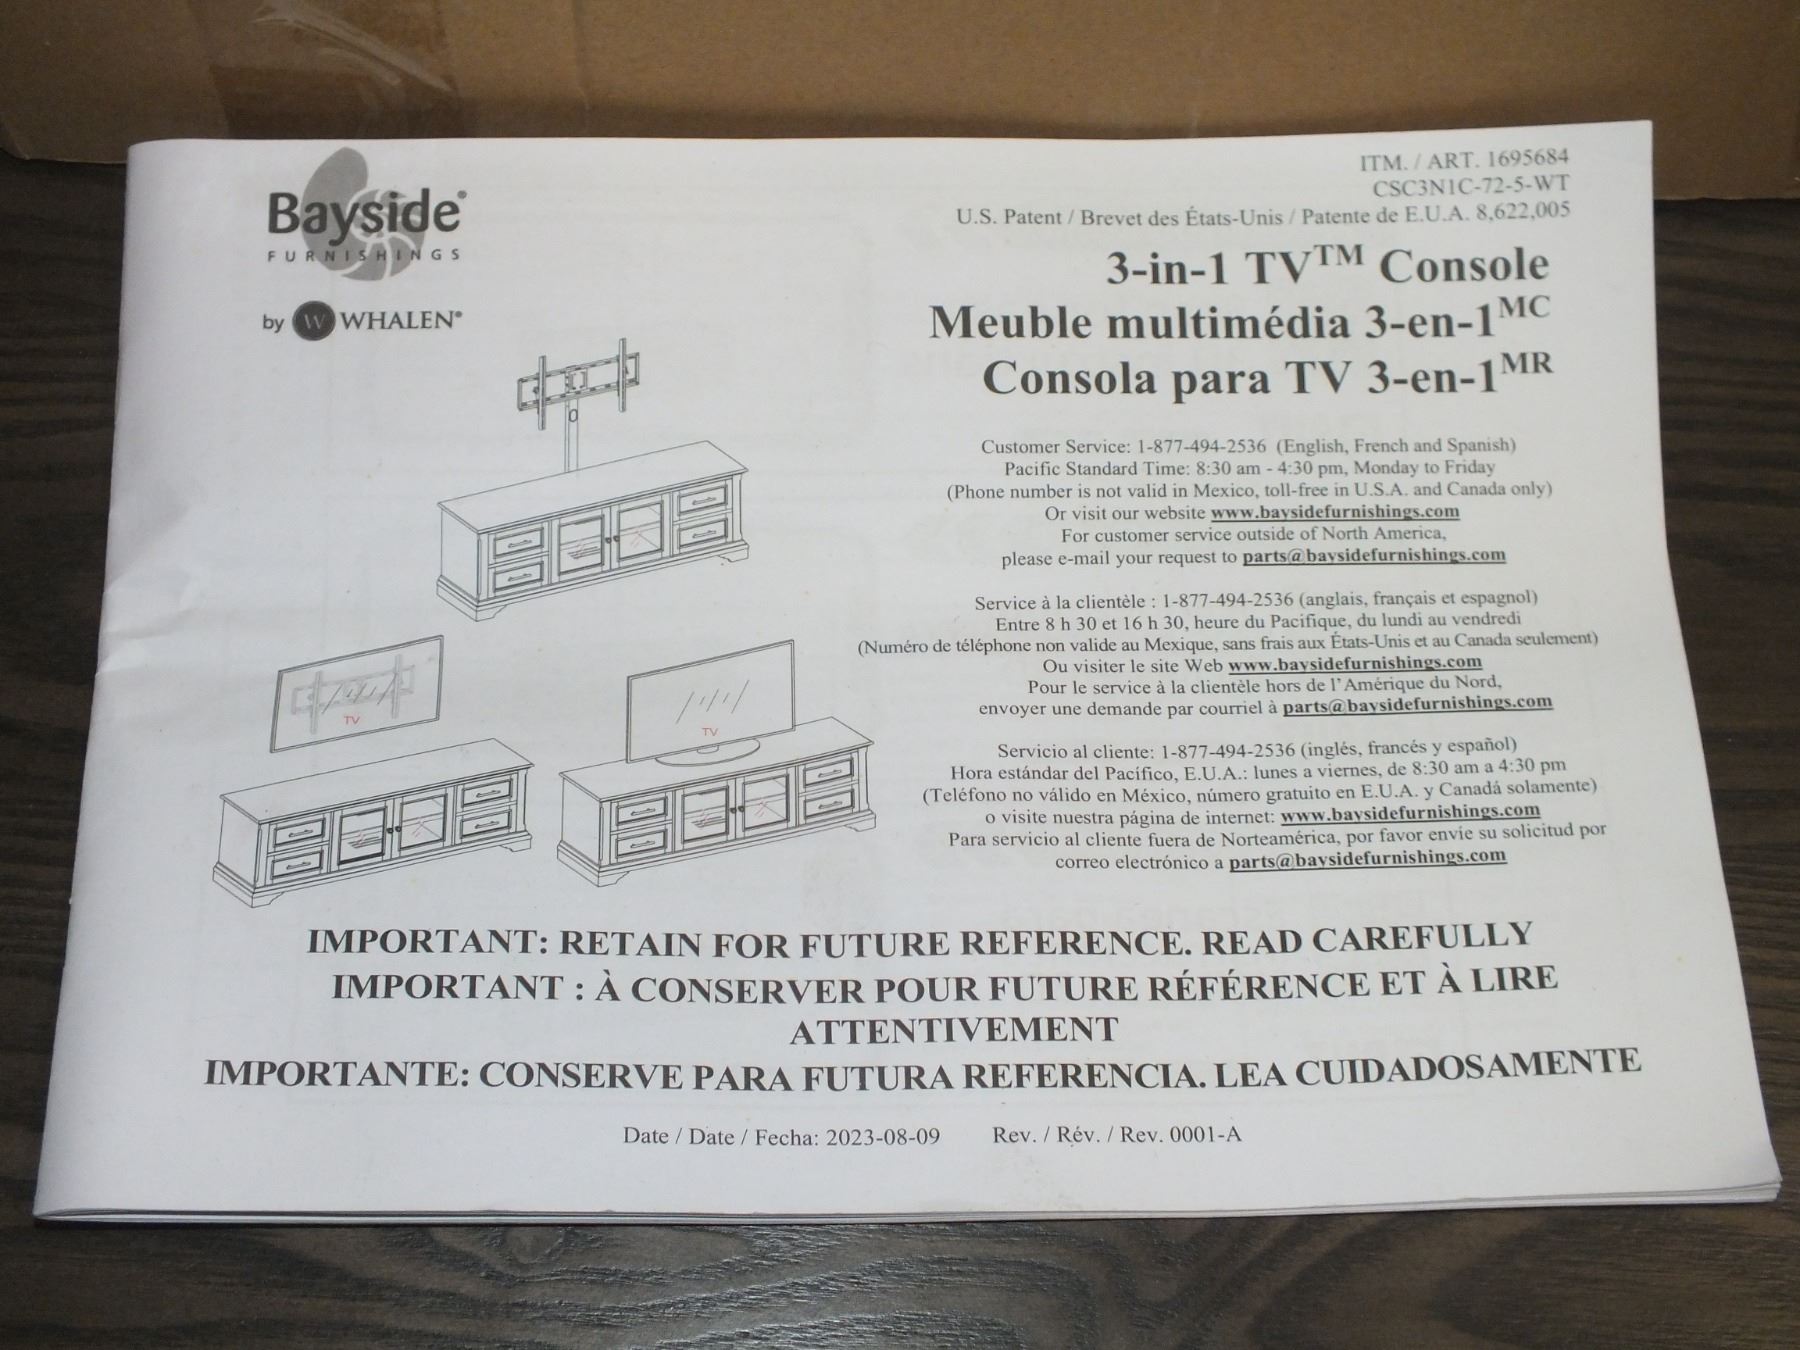 Bayside®
FURNISHINGS
by W WHALEN®
ITM. / ART. 1695684
CSC3N1C-72-5-WT
U.S. Patent / Brevet des États-Unis / Patente de E.U.A. 8,622,005
3-in-1 TV™ Console
Meuble multimédia 3-en-1MC
Consola para TV 3-en-1MR
Customer Service: 1-877-494-2536 (English, French and Spanish)
Pacific Standard Time: 8:30 am - 4:30 pm, Monday to Friday
(Phone number is not valid in Mexico, toll-free in U.S.A. and Canada only)
Or visit our website www.baysidefurnishings.com
For customer service outside of North America,
please e-mail your request to parts@baysidefurnishings.com
Service à la clientèle : 1-877-494-2536 (anglais, français et espagnol)
Entre 8 h 30 et 16 h 30, heure du Pacifique, du lundi au vendredi
(Numéro de téléphone non valide au Mexique, sans frais aux États-Unis et au Canada seulement)
Ou visiter le site Web www.baysidefurnishings.com
Pour le service à la clientèle hors de l'Amérique du Nord,
envoyer une demande par courriel à parts@baysidefurnishings.com
Servicio al cliente: 1-877-494-2536 (inglés, francés y español)
Hora estándar del Pacífico, E.U.A.: lunes a viernes, de 8:30 am a 4:30 pm
(Teléfono no válido en México, número gratuito en E.U.A. y Canadá solamente)
o visite nuestra página de internet: www.baysidefurnishings.com
Para servicio al cliente fuera de Norteamérica, por favor envíe su solicitud por
correo electrónico a parts@baysidefurnishings.com
TV
TV
IMPORTANT: RETAIN FOR FUTURE REFERENCE. READ CAREFULLY
IMPORTANT : À CONSERVER POUR FUTURE RÉFÉRENCE ET À LIRE
ATTENTIVEMENT
IMPORTANTE: CONSERVE PARA FUTURA REFERENCIA. LEA CUIDADOSAMENTE
Date / Date / Fecha: 2023-08-09 Rev. / Rév. / Rev. 0001-A